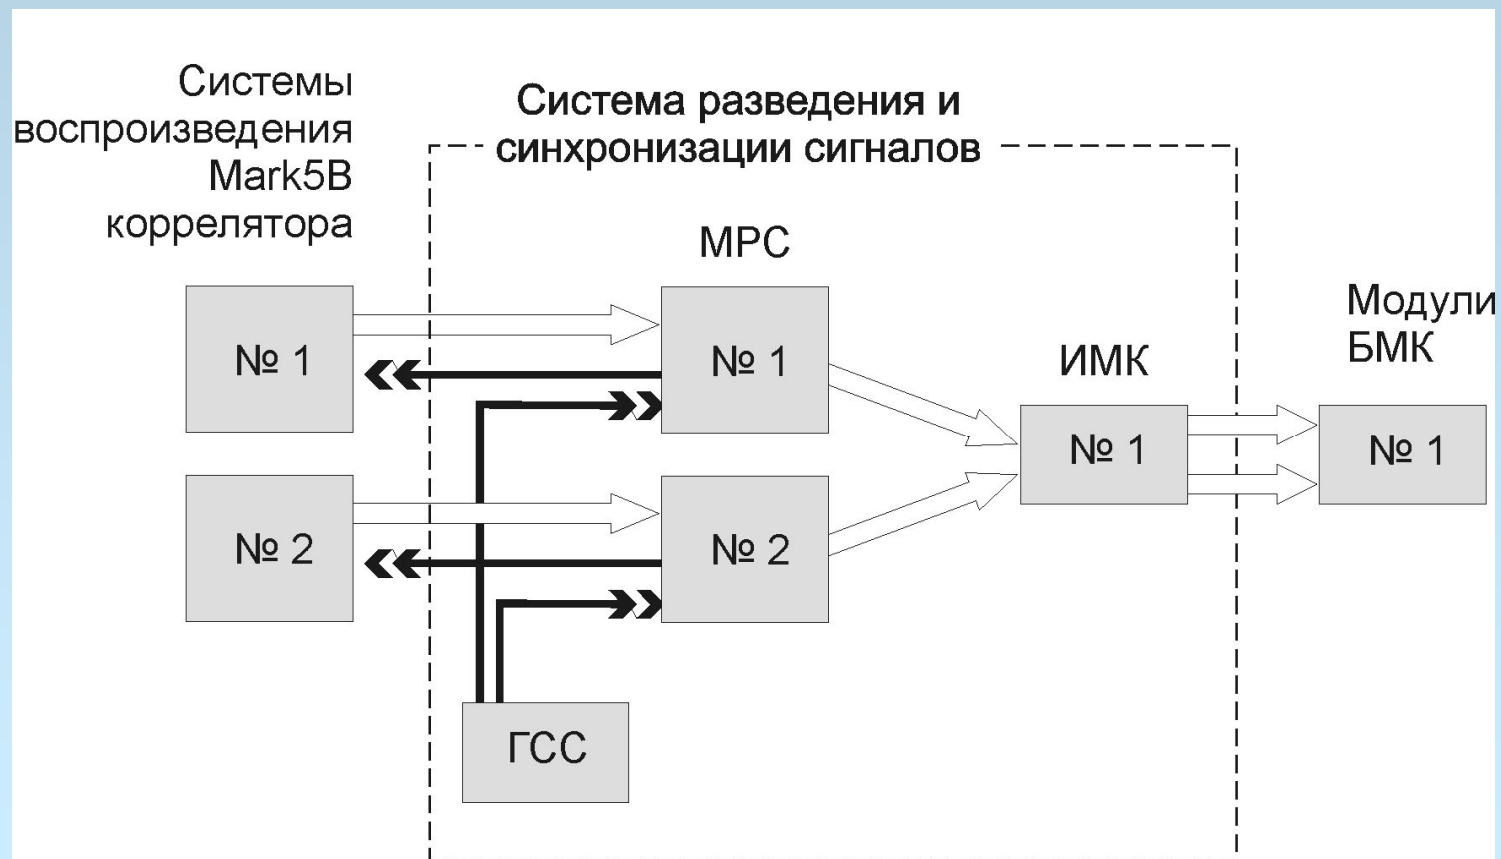 Системы
воспроизведения
Mark5B
коррелятора
Система разведения и
синхронизации сигналов
МРС
Модули
БМК
ИМК
№ 1
№ 1
№ 1
№ 1
№ 2
№ 2
ГСС